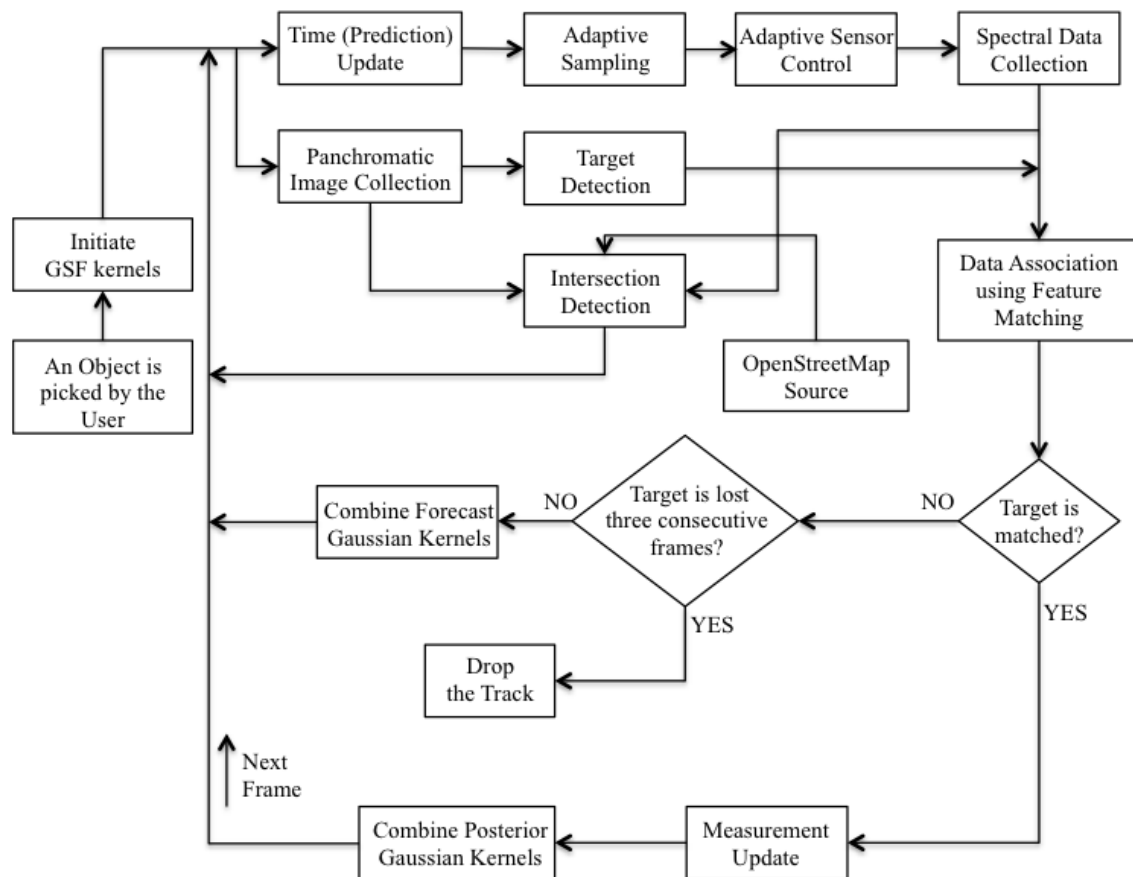 Time (Prediction)
Update
Adaptive
Sampling
Adaptive Sensor
Control
Spectral Data
Collection
Panchromatic
Image Collection
Target
Detection
Initiate
GSF kernels
Intersection
Detection
Data Association
using Feature
Matching
An Object is
picked by the
User
OpenStreetMap
Source
Combine Forecast
Gaussian Kernels
NO
Target is lost
three consecutive
frames?
NO
Target is
matched?
YES
YES
Drop
the Track
Next
Frame
Combine Posterior
Gaussian Kernels
Measurement
Update